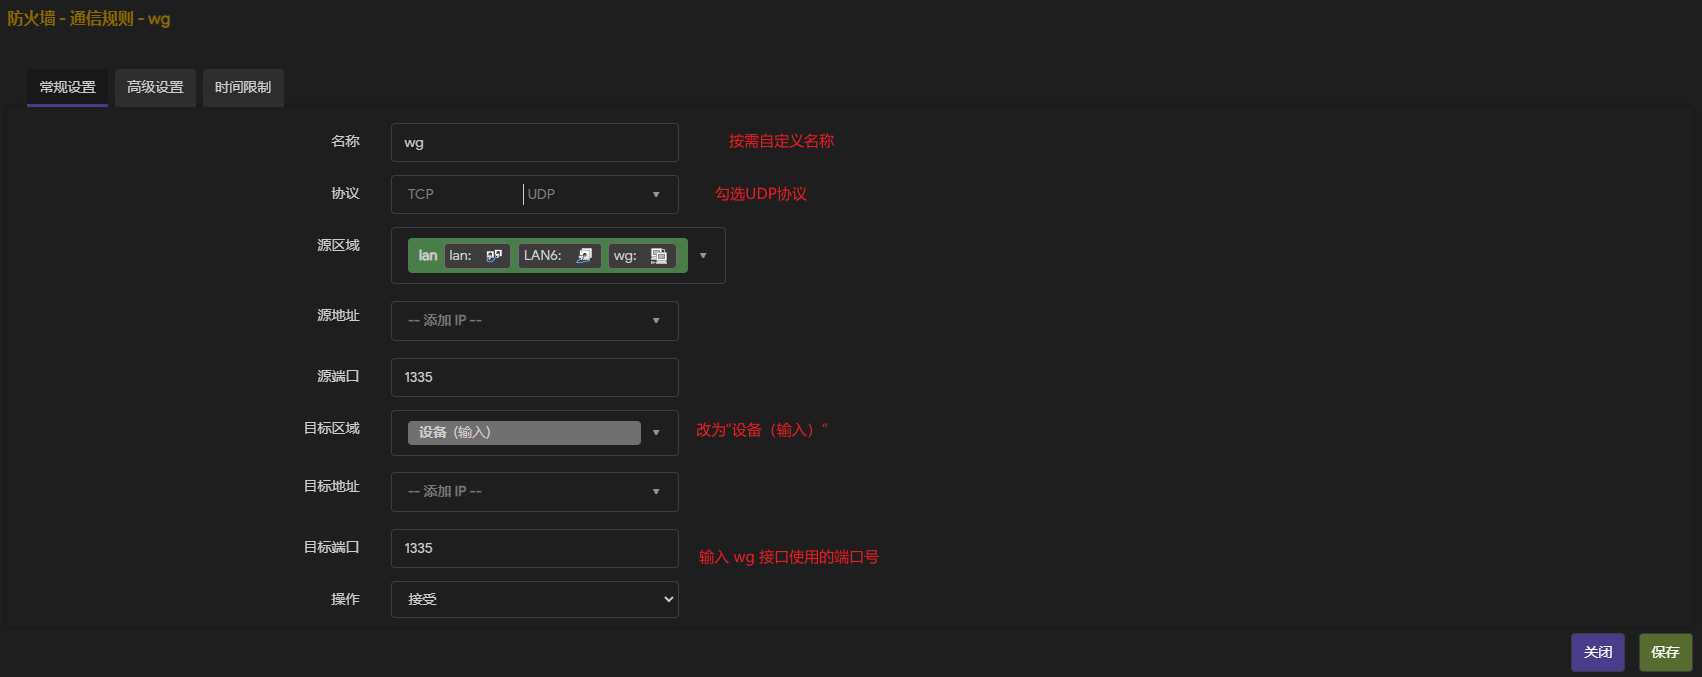 防火墙 - 通信规则 - wg
常规设置 高级设置 时间限制
名称 wg 按需自定义名称
协议 TCP UDP 勾选UDP协议
源区域 lan lan: LAN6: wg:
源地址 -- 添加 IP --
源端口 1335
目标区域 设备（输入） 改为“设备（输入）”
目标地址 -- 添加 IP --
目标端口 1335 输入 wg 接口使用的端口号
操作 接受
关闭 保存